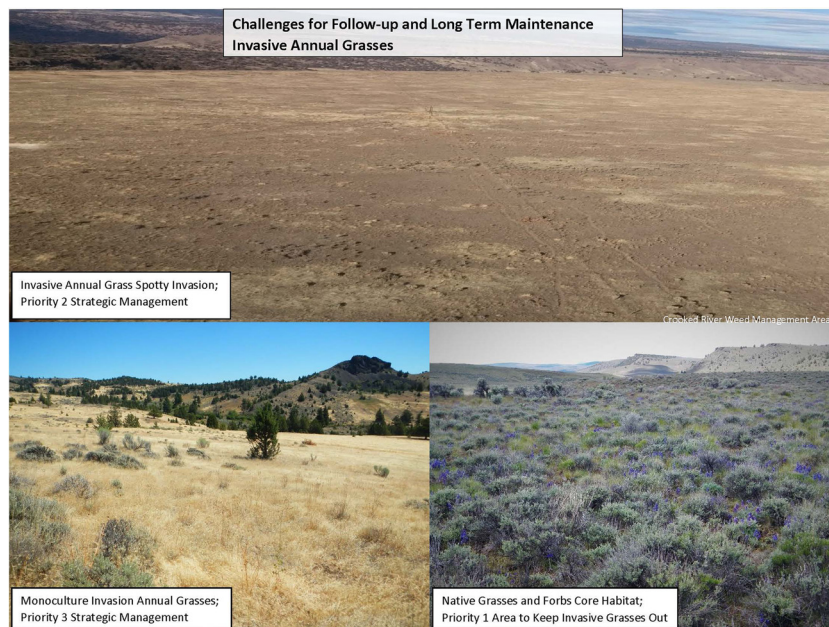 Challenges for Follow-up and Long Term Maintenance
Invasive Annual Grasses
Invasive Annual Grass Spotty Invasion;
Priority 2 Strategic Management
Crooked River Weed Management Area
Monoculture Invasion Annual Grasses;
Priority 3 Strategic Management
Native Grasses and Forbs Core Habitat;
Priority 1 Area to Keep Invasive Grasses Out